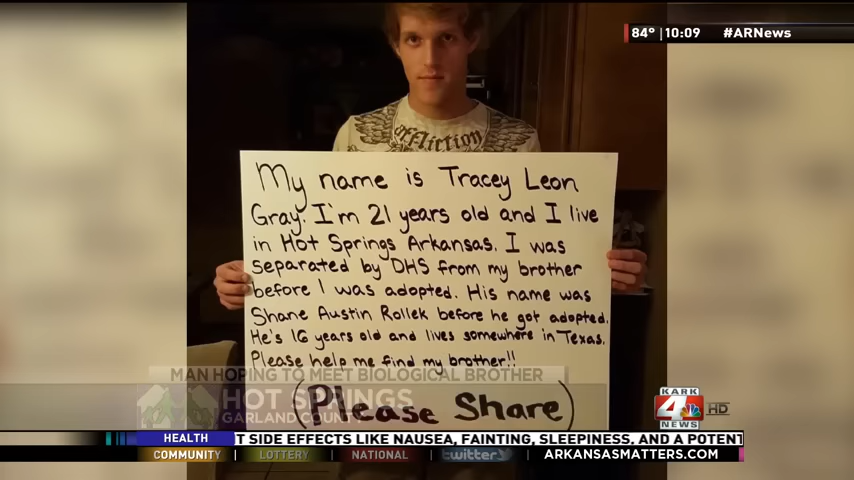 84° 10:09 #ARNews
affliction
My name is Tracey Leon
Gray. I'm 21 years old and I live
in Hot Springs Arkansas. I was
separated by DHS from my brother
before I was adopted. His name was
Shane Austin Rollek before he got adopted.
He's 16 years old and lives somewhere in Texas.
Please help me find my brother!!
(Please Share)
MAN HOPING TO MEET BIOLOGICAL BROTHER
HOT SPRINGS
GARLAND COUNTY
KARK
4
NEWS
HD
HEALTH T SIDE EFFECTS LIKE NAUSEA, FAINTING, SLEEPINESS, AND A POTENT
COMMUNITY LOTTERY NATIONAL twitter ARKANSASMATTERS.COM